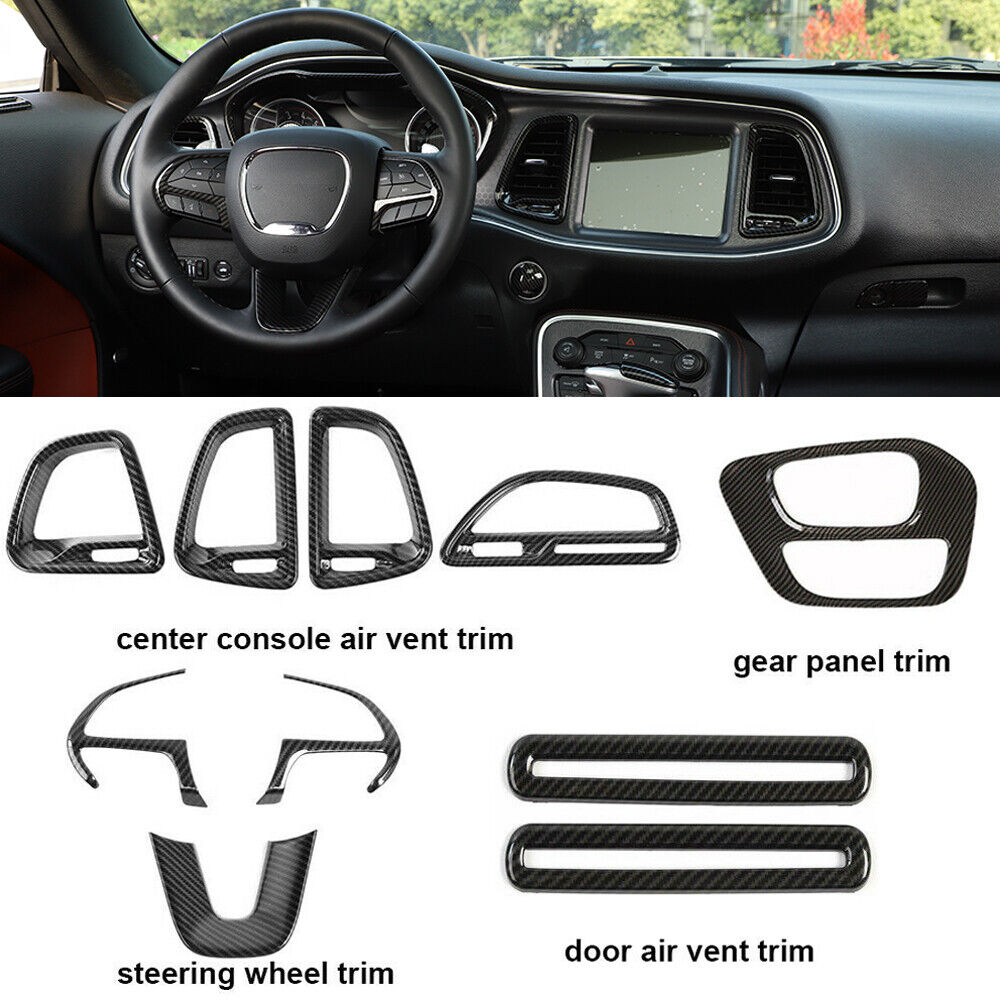 center console air vent trim
gear panel trim
steering wheel trim
door air vent trim